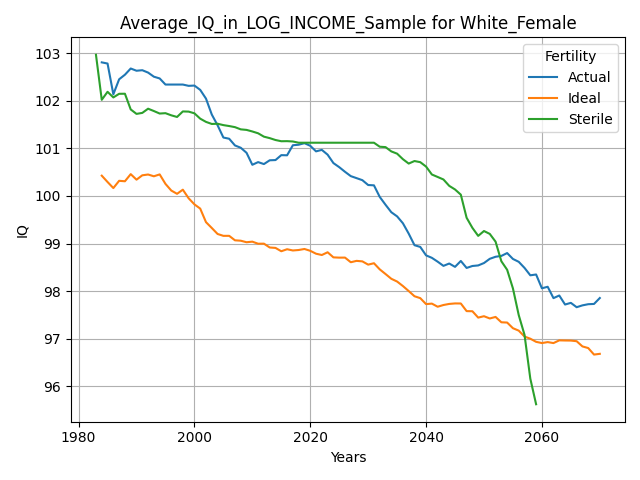 Average_IQ_in_LOG_INCOME_Sample for White_Female
Fertility
Actual
Ideal
Sterile
103
102
101
100
99
98
97
96
IQ
1980
2000
2020
2040
2060
Years